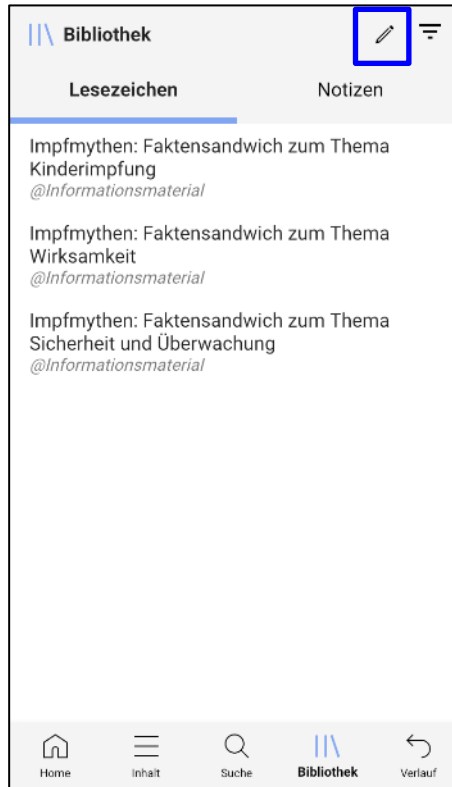 Bibliothek
Lesezeichen Notizen
Impfmythen: Faktensandwich zum Thema
Kinderimpfung
@Informationsmaterial
Impfmythen: Faktensandwich zum Thema
Wirksamkeit
@Informationsmaterial
Impfmythen: Faktensandwich zum Thema
Sicherheit und Überwachung
@Informationsmaterial
Home Inhalt Suche Bibliothek Verlauf